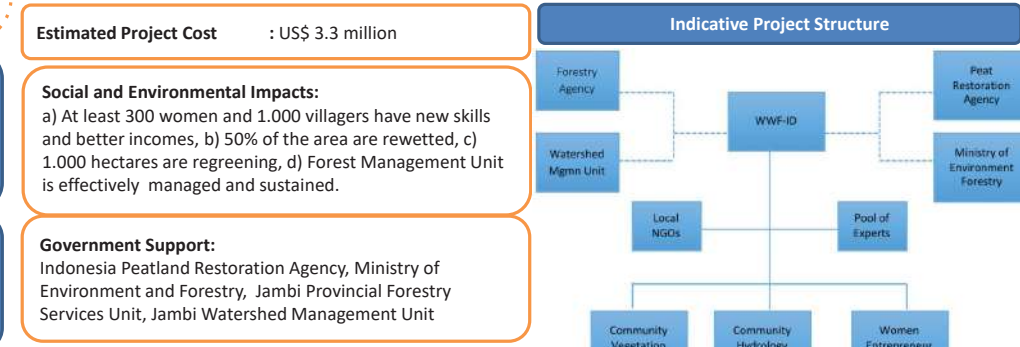 Estimated Project Cost : US$ 3.3 million
Social and Environmental Impacts:
a) At least 300 women and 1.000 villagers have new skills
and better incomes, b) 50% of the area are rewetted, c)
1.000 hectares are regreening, d) Forest Management Unit
is effectively managed and sustained.
Government Support:
Indonesia Peatland Restoration Agency, Ministry of
Environment and Forestry, Jambi Provincial Forestry
Services Unit, Jambi Watershed Management Unit
Indicative Project Structure
Forestry
Agency
Peat
Restoration
Agency
WWF-ID
Watershed
Mgmn Unit
Ministry of
Environment
Forestry
Local
NGOs
Pool of
Experts
Community
Vegetation
Community
Hydrology
Women
Entrepreneur